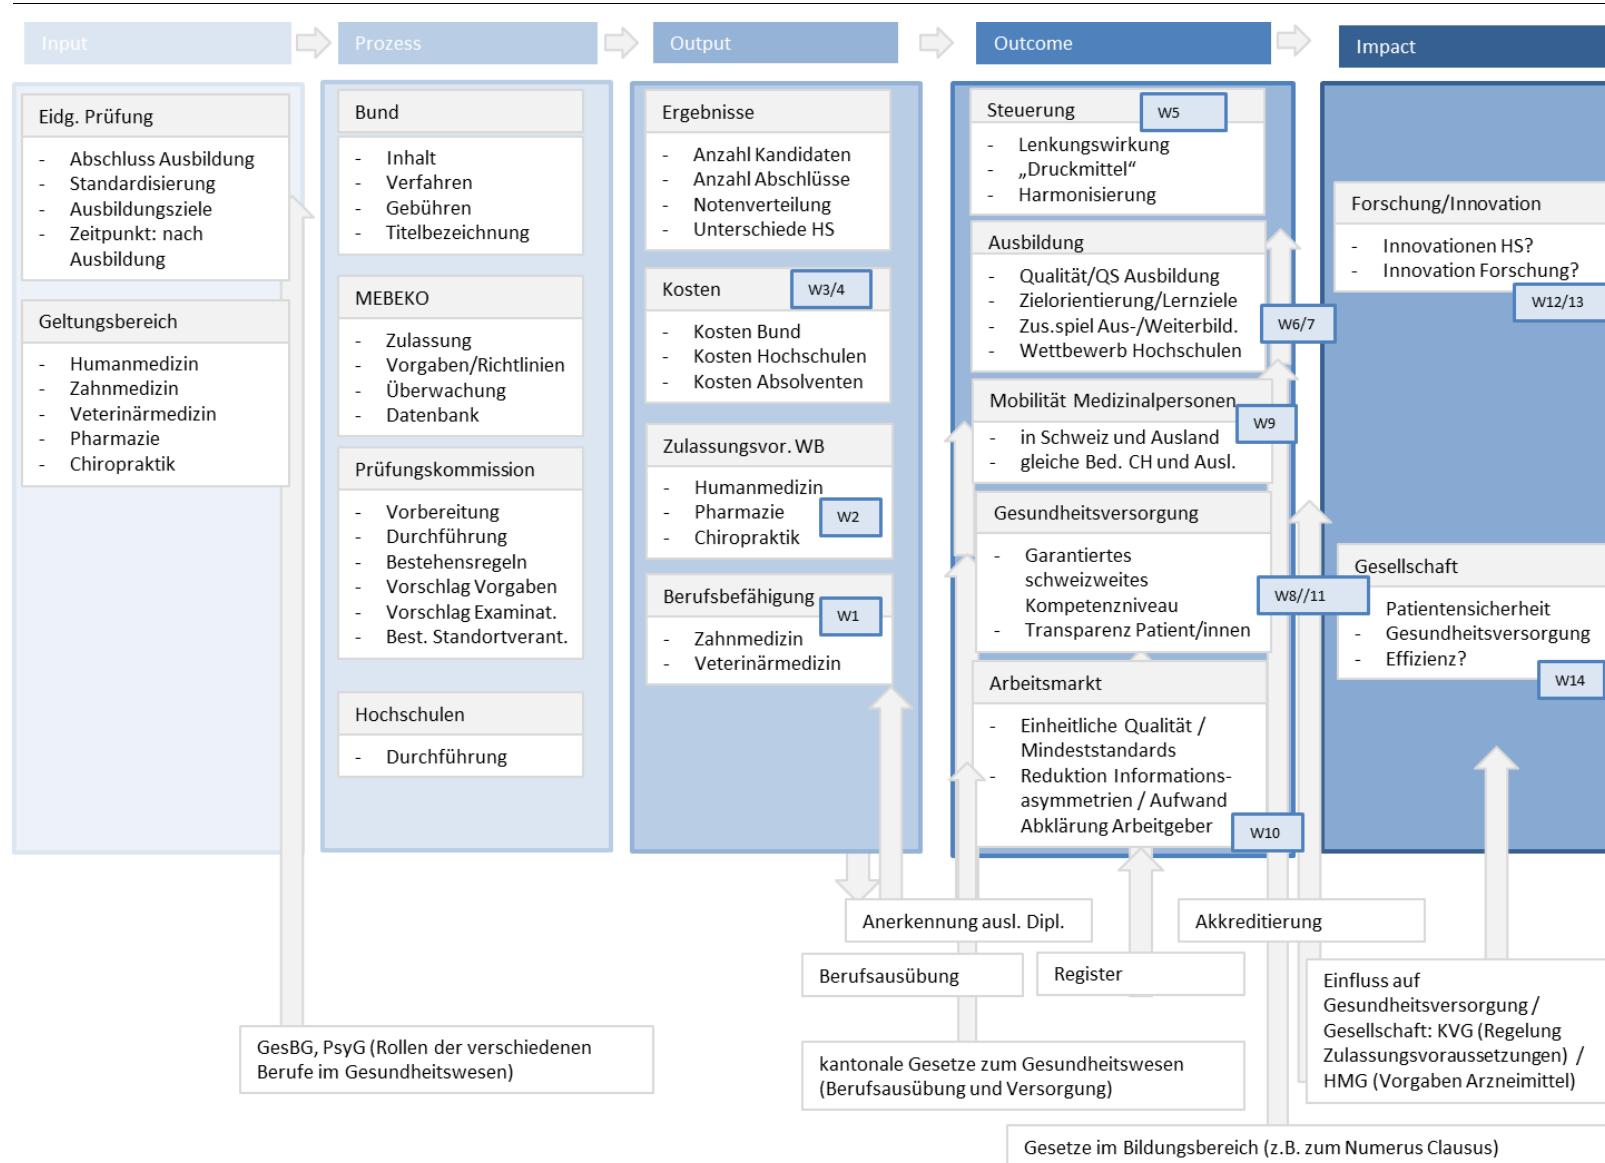 Input
Prozess
Output
Outcome
Impact
Eidg. Prüfung
- Abschluss Ausbildung
- Standardisierung
- Ausbildungsziele
- Zeitpunkt: nach
Ausbildung
Geltungsbereich
- Humanmedizin
- Zahnmedizin
- Veterinärmedizin
- Pharmazie
- Chiropraktik
Bund
- Inhalt
- Verfahren
- Gebühren
- Titelbezeichnung
MEBEKO
- Zulassung
- Vorgaben/Richtlinien
- Überwachung
- Datenbank
Prüfungskommission
- Vorbereitung
- Durchführung
- Bestehensregeln
- Vorschlag Vorgaben
- Vorschlag Examinat.
- Best. Standortverant.
Hochschulen
- Durchführung
Ergebnisse
- Anzahl Kandidaten
- Anzahl Abschlüsse
- Notenverteilung
- Unterschiede HS
Kosten
W3/4
- Kosten Bund
- Kosten Hochschulen
- Kosten Absolventen
Zulassungsvor. WB
- Humanmedizin
- Pharmazie
- Chiropraktik
W2
Berufsbefähigung
W1
- Zahnmedizin
- Veterinärmedizin
Steuerung
W5
- Lenkungswirkung
- „Druckmittel“
- Harmonisierung
Ausbildung
- Qualität/QS Ausbildung
- Zielorientierung/Lernziele
- Zus.spiel Aus-/Weiterbild.
- Wettbewerb Hochschulen
W6/7
Mobilität Medizinalpersonen
W9
- in Schweiz und Ausland
- gleiche Bed. CH und Ausl.
Gesundheitsversorgung
- Garantiertes
schweizweites
Kompetenzniveau
- Transparenz Patient/innen
W8//11
Arbeitsmarkt
- Einheitliche Qualität /
Mindeststandards
- Reduktion Informations-
asymmetrien / Aufwand
Abklärung Arbeitgeber
W10
Forschung/Innovation
- Innovationen HS?
- Innovation Forschung?
W12/13
Gesellschaft
Patientensicherheit
- Gesundheitsversorgung
- Effizienz?
W14
Anerkennung ausl. Dipl.
Akkreditierung
Berufsausübung
Register
Einfluss auf
Gesundheitsversorgung /
Gesellschaft: KVG (Regelung
Zulassungsvoraussetzungen) /
HMG (Vorgaben Arzneimittel)
GesBG, PsyG (Rollen der verschiedenen
Berufe im Gesundheitswesen)
kantonale Gesetze zum Gesundheitswesen
(Berufsausübung und Versorgung)
Gesetze im Bildungsbereich (z.B. zum Numerus Clausus)